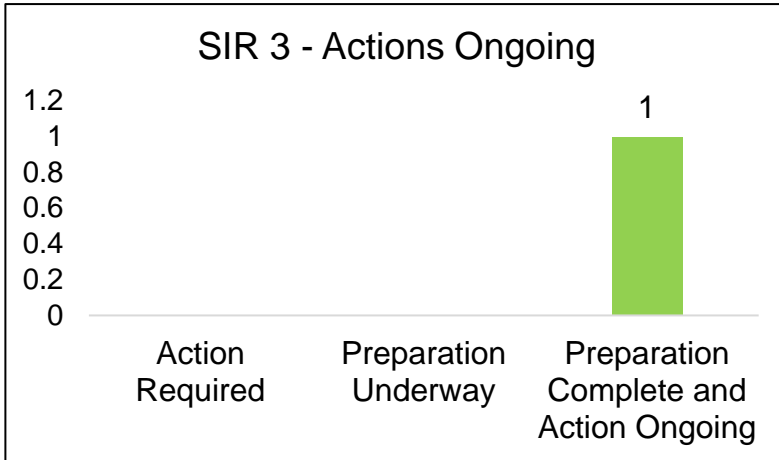 SIR 3 - Actions Ongoing
1.2
1
0.8
0.6
0.4
0.2
0
1
Action
Required
Preparation
Underway
Preparation
Complete and
Action Ongoing